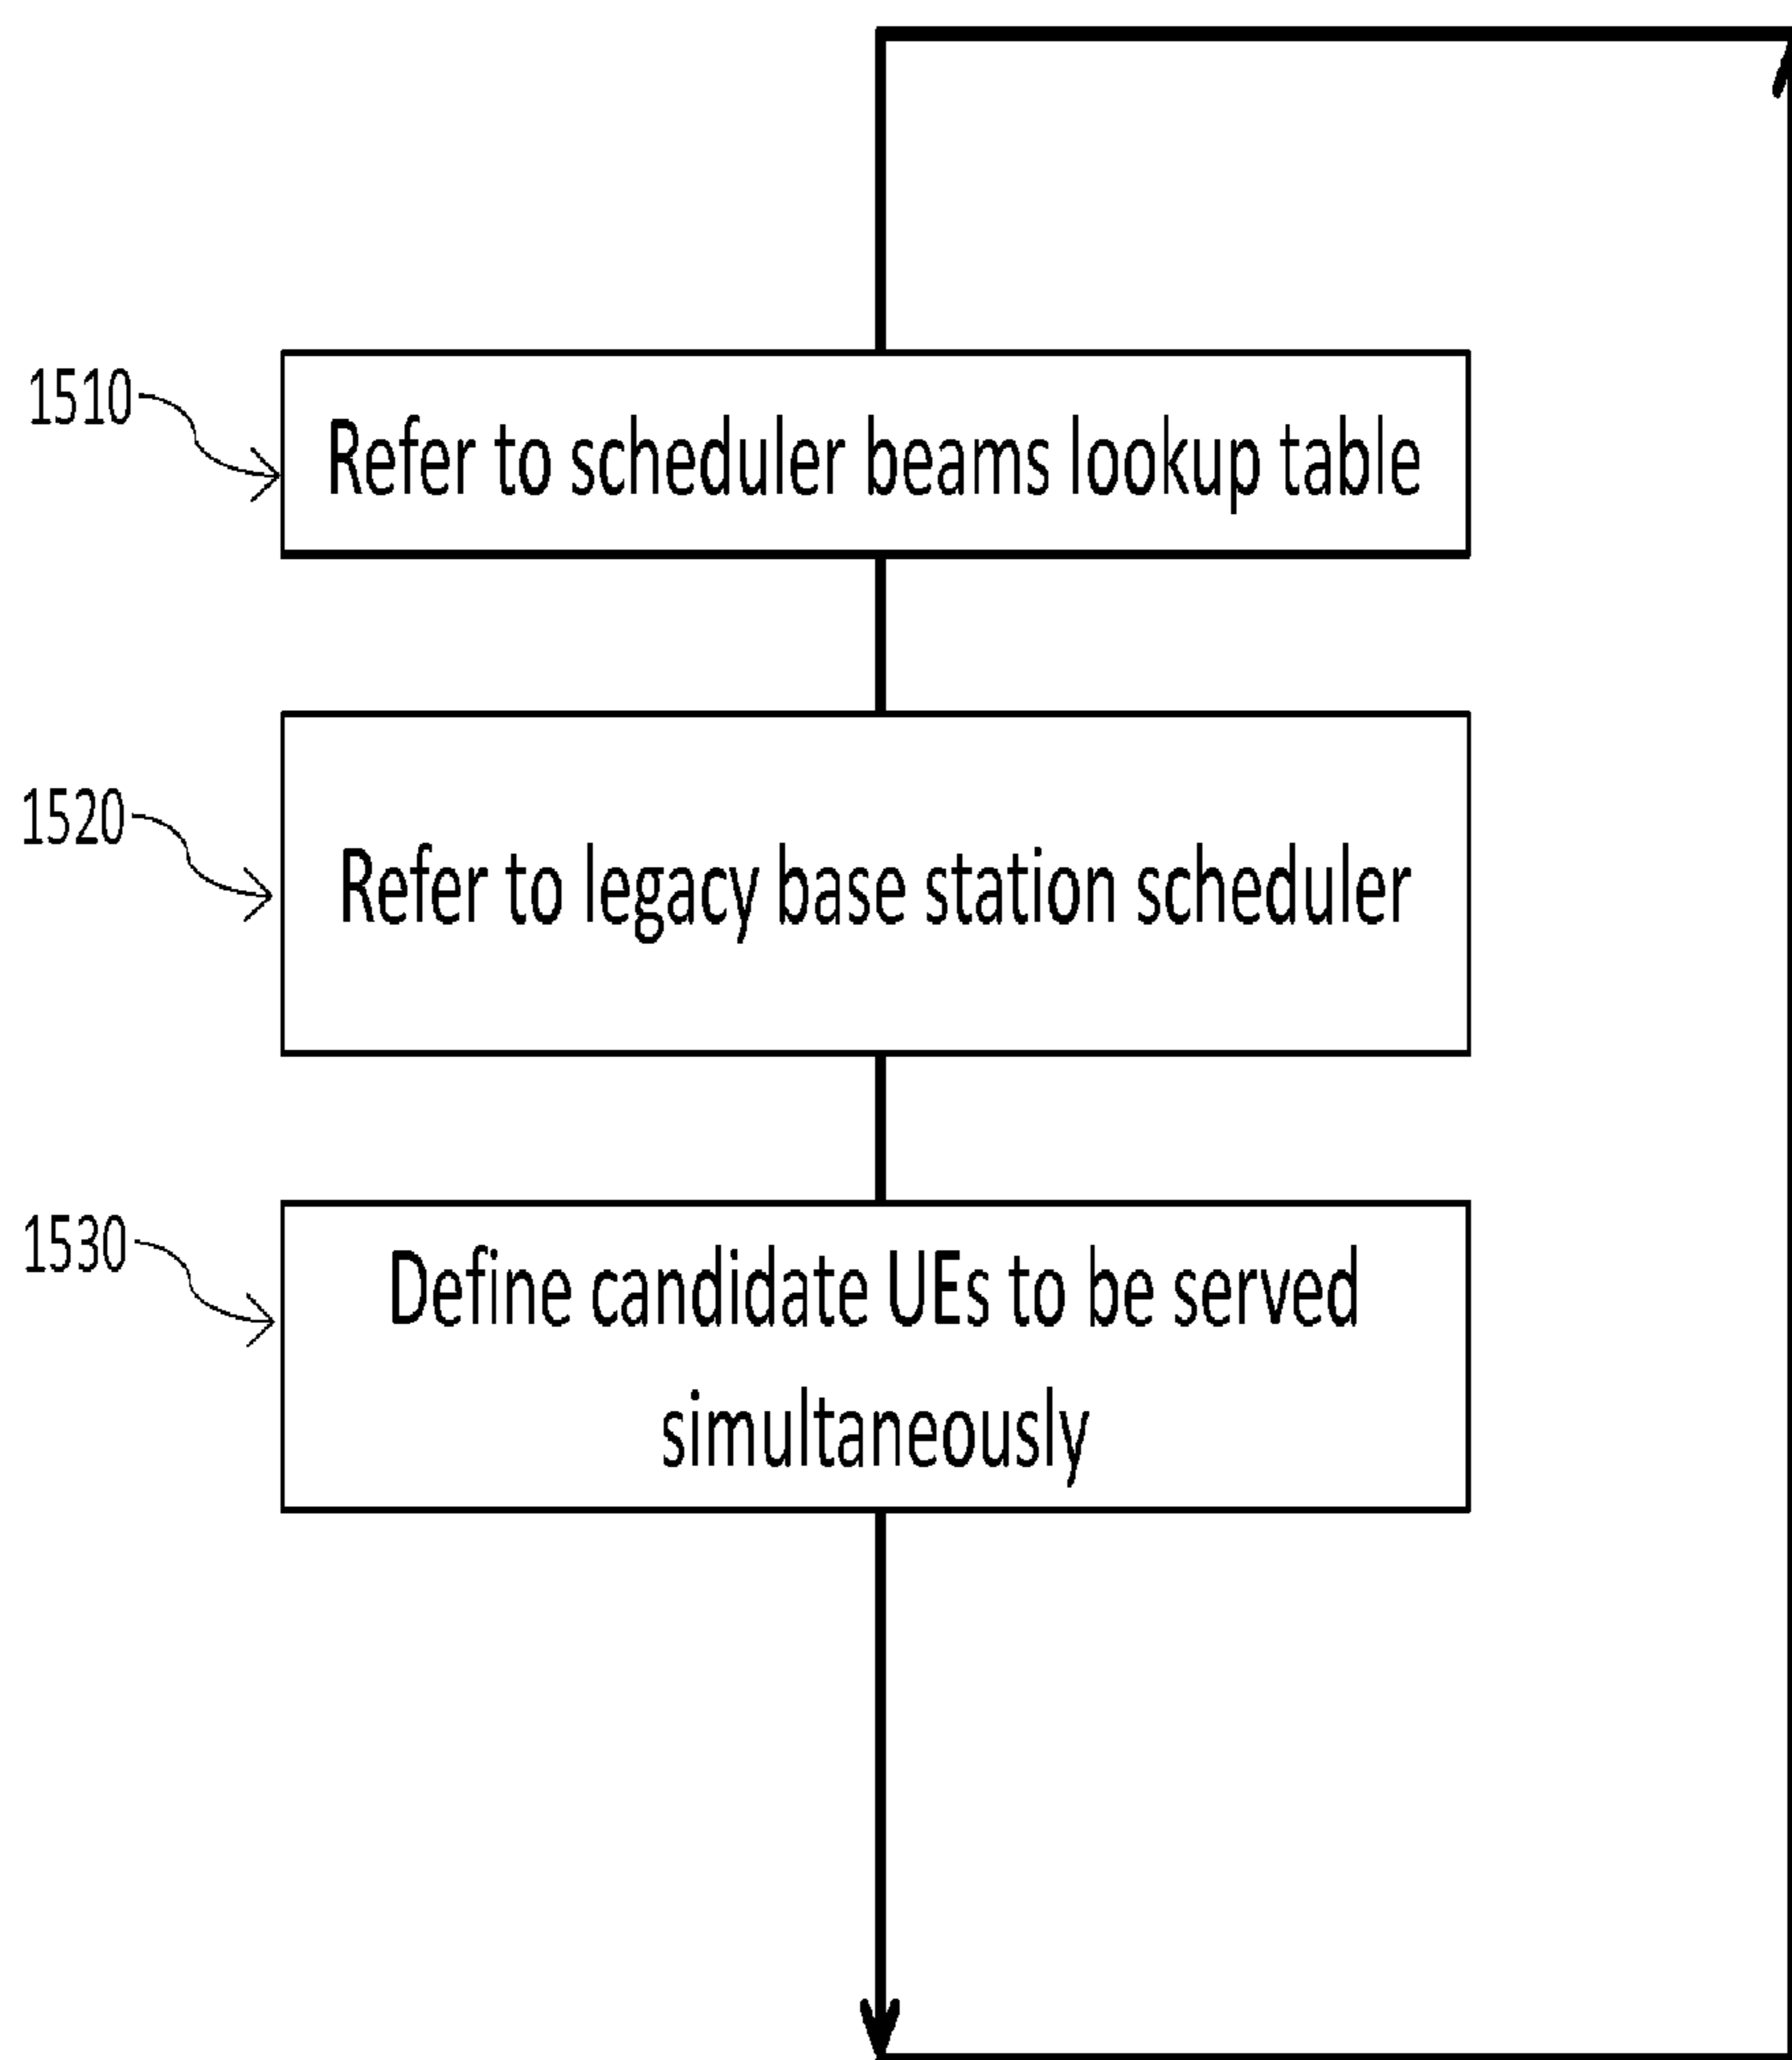 1510
Refer to scheduler beams lookup table
1520
Refer to legacy base station scheduler
1530
Define candidate UEs to be served
simultaneously